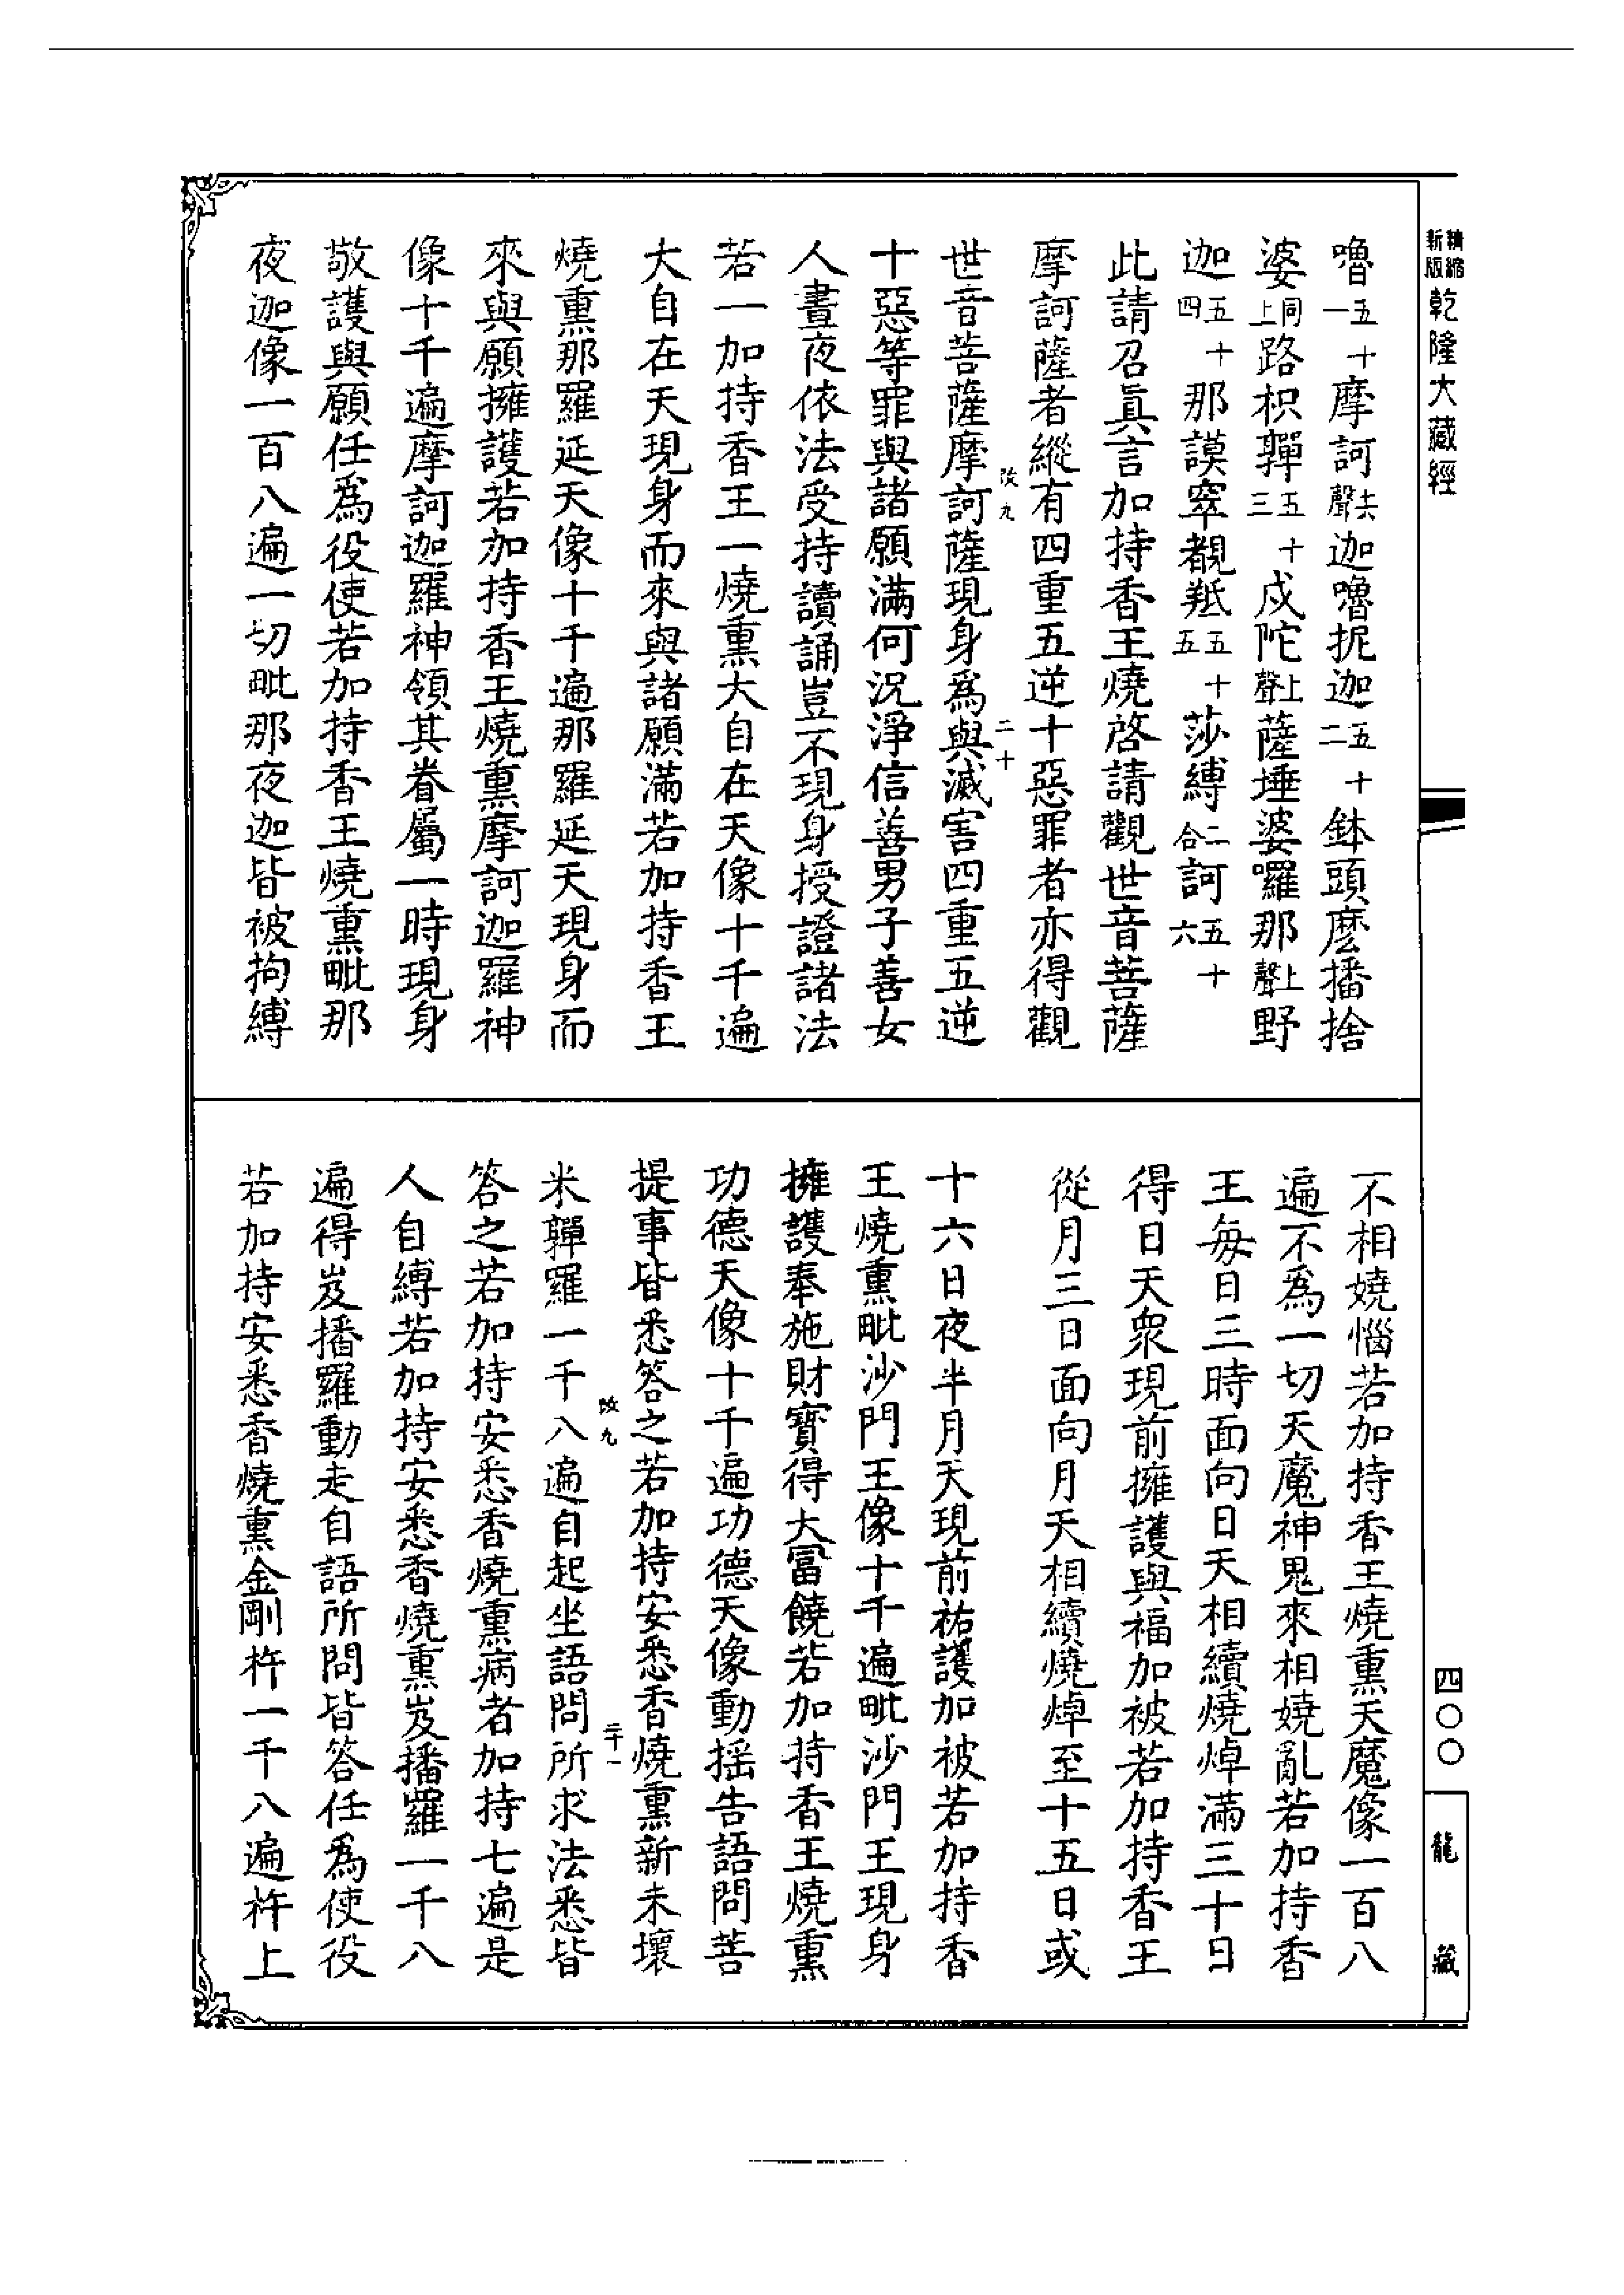 精縮新版乾隆大藏經
嚕五十一摩訶去聲迦嚕抳迦五十二鉢頭麼播捨
婆同上路枳亸五十三戍陀上聲薩埵婆囉那上聲野
迦五十四那謨窣覩羝五十五莎縛二合訶五十六
此請召眞言加持香王燒啓請觀世音菩薩
摩訶薩者縱有四重五逆十惡罪者亦得觀
改九 二十
世音菩薩摩訶薩現身爲與滅害四重五逆
十惡等罪與諸願滿何況淨信善男子善女
人晝夜依法受持讀誦豈不現身授證諸法
若一加持香王一燒熏大自在天像十千遍
大自在天現身而來與諸願滿若加持香王
燒熏那羅延天像十千遍那羅延天現身而
來與願擁護若加持香王燒熏摩訶迦羅神
像十千遍摩訶迦羅神領其眷屬一時現身
敬護與願任爲役使若加持香王燒熏毗那
夜迦像一百八遍一切毗那夜迦皆被拘縛
不相嬈惱若加持香王燒熏天魔像一百八
遍不爲一切天魔神鬼來相嬈亂若加持香
王每日三時面向日天相續燒焯滿三十日
得日天衆現前擁護與福加被若加持香王
從月三日面向月天相續燒焯至十五日或
十六日夜半月天現前祐護加被若加持香
王燒熏毗沙門王像十千遍毗沙門王現身
擁護奉施財寶得大富饒若加持香王燒熏
功德天像十千遍功德天像動搖告語問菩
提事皆悉答之若加持安悉香燒熏新未壞
改九 二十一
米亸羅一千八遍自起坐語問所求法悉皆
答之若加持安悉香燒熏病者加持七遍是
人自縛若加持安悉香燒熏岌播羅一千八
遍得岌播羅動走自語所問皆答任爲使役
若加持安悉香燒熏金剛杵一千八遍杵上
四〇〇
龍藏